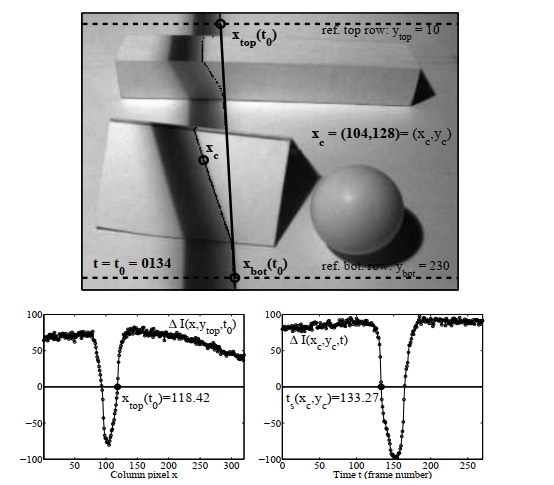 ref. top row: y_top = 10
x_top(t_0)
x_c = (104,128)= (x_c,y_c)
x_c
t = t_0 = 0134
x_bot(t_0)
ref. bot. row: y_bot = 230
100
50
0
−50
−100
Δ I(x,y_top,t_0)
x_top(t_0)=118.42
50 100 150 200 250 300
Column pixel x
100
50
0
−50
−100
Δ I(x_c,y_c,t)
t_s(x_c,y_c)=133.27
0 50 100 150 200 250
Time t (frame number)